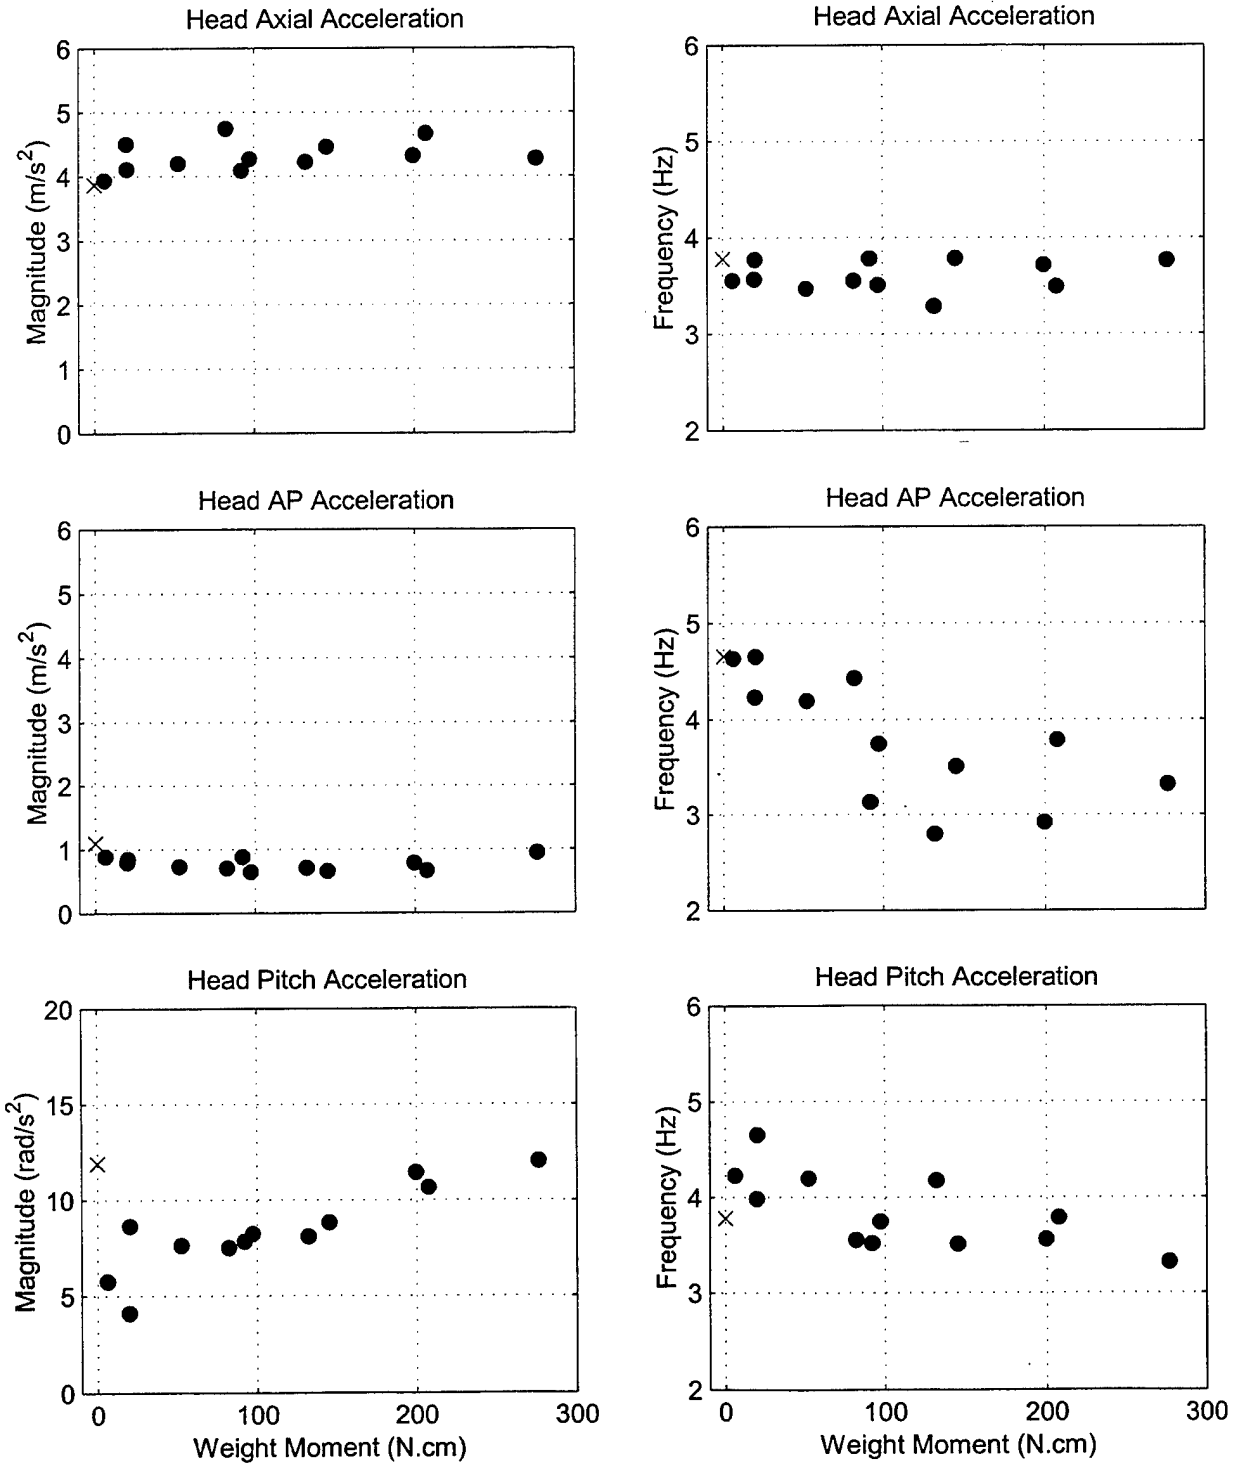 Head Axial Acceleration
6
5
4
3
2
1
0
Magnitude (m/s2)
Head Axial Acceleration
6
5
4
3
2
Frequency (Hz)
Head AP Acceleration
6
5
4
3
2
1
0
Magnitude (m/s2)
Head AP Acceleration
6
5
4
3
2
Frequency (Hz)
Head Pitch Acceleration
20
15
10
5
0
Magnitude (rad/s2)
0 100 200 300
Weight Moment (N.cm)
Head Pitch Acceleration
6
5
4
3
2
Frequency (Hz)
0 100 200 300
Weight Moment (N.cm)